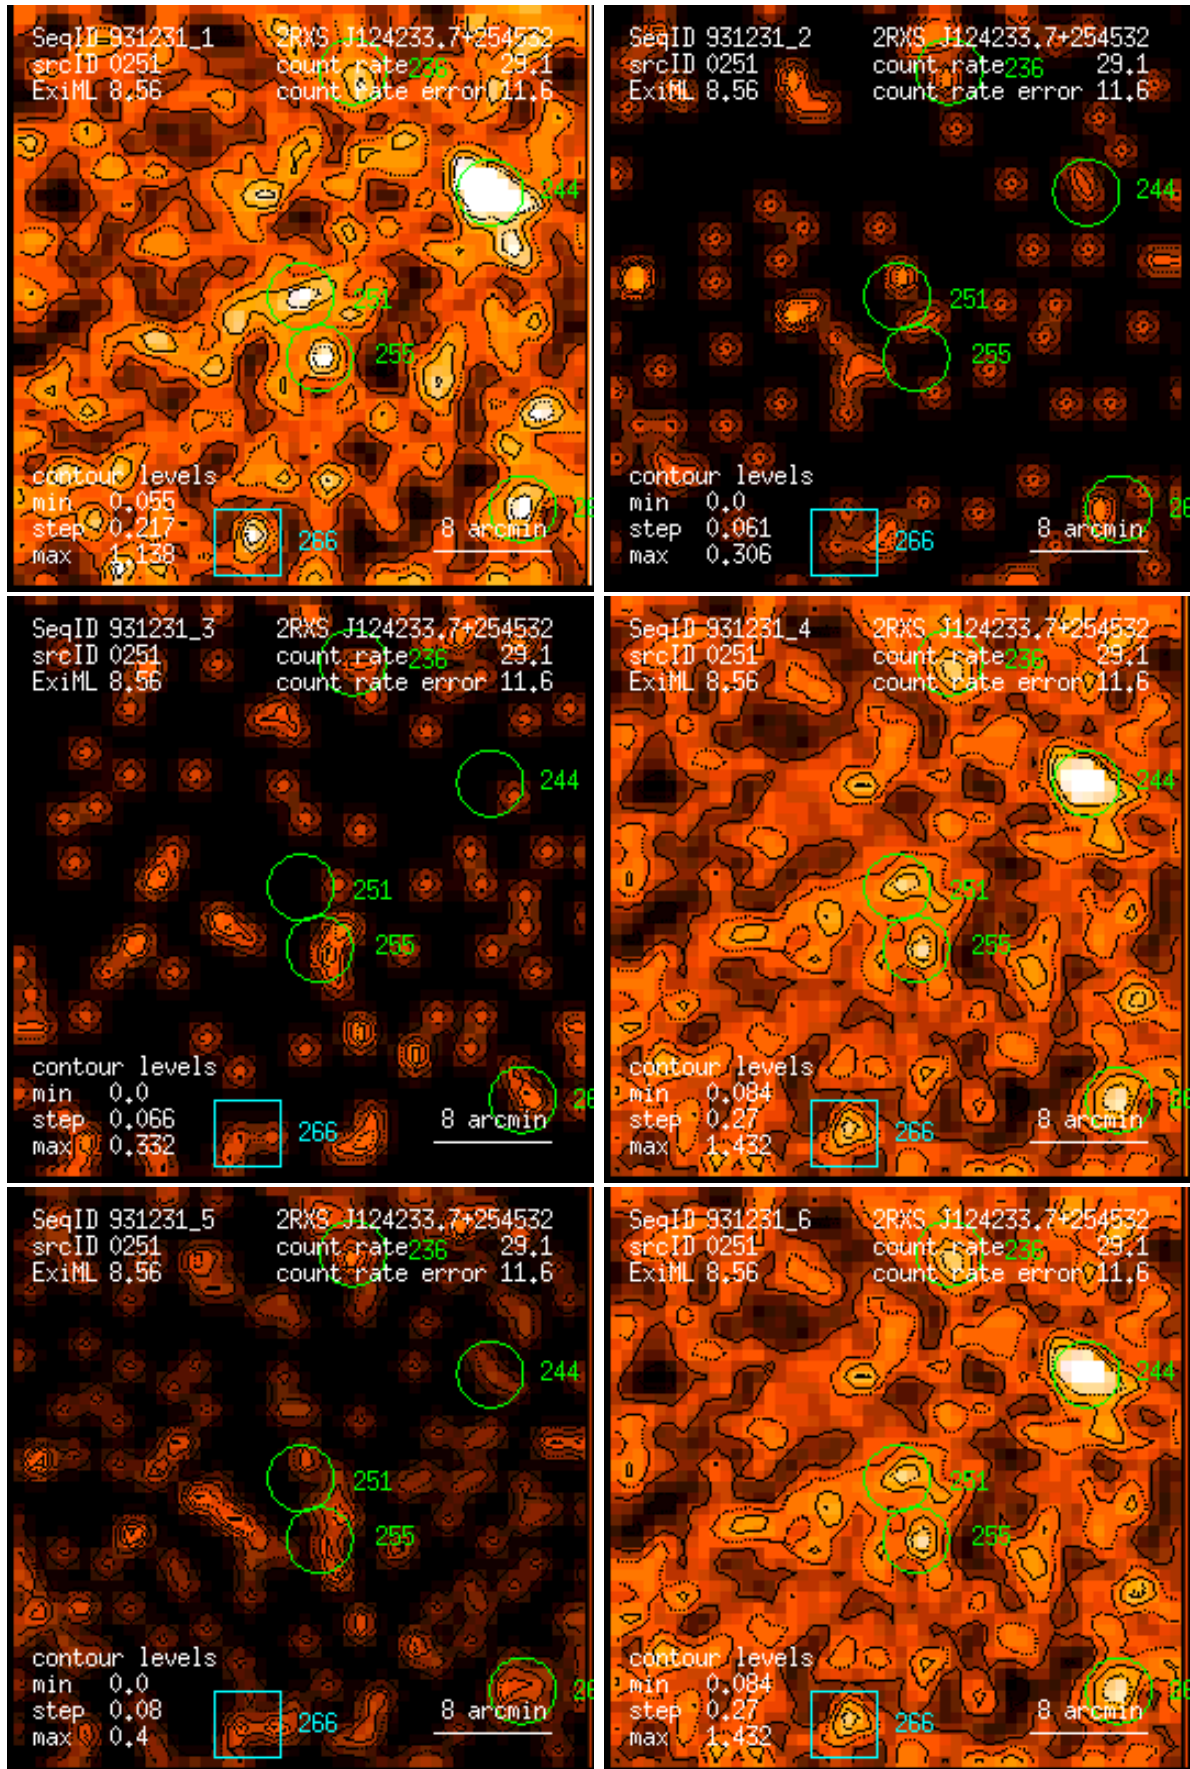 SeqID 931231_1 2RXS J124233.7+254532
srcID 0251 count rate 236 29.1
ExiML 8.56 count rate error 11.6
244
251
255
contour levels
min 0.055
step 0.217
max 1.138
266
26
8 arcmin
SeqID 931231_2 2RXS J124233.7+254532
srcID 0251 count rate 236 29.1
ExiML 8.56 count rate error 11.6
244
251
255
contour levels
min 0.0
step 0.061
max 0.306
266
26
8 arcmin
SeqID 931231_3 2RXS J124233.7+254532
srcID 0251 count rate 236 29.1
ExiML 8.56 count rate error 11.6
244
251
255
contour levels
min 0.0
step 0.066
max 0.332
266
26
8 arcmin
SeqID 931231_4 2RXS J124233.7+254532
srcID 0251 count rate 236 29.1
ExiML 8.56 count rate error 11.6
244
251
255
contour levels
min 0.084
step 0.27
max 1.432
266
26
8 arcmin
SeqID 931231_5 2RXS J124233.7+254532
srcID 0251 count rate 236 29.1
ExiML 8.56 count rate error 11.6
244
251
255
contour levels
min 0.0
step 0.08
max 0.4
266
26
8 arcmin
SeqID 931231_6 2RXS J124233.7+254532
srcID 0251 count rate 236 29.1
ExiML 8.56 count rate error 11.6
244
251
255
contour levels
min 0.084
step 0.27
max 1.432
266
26
8 arcmin